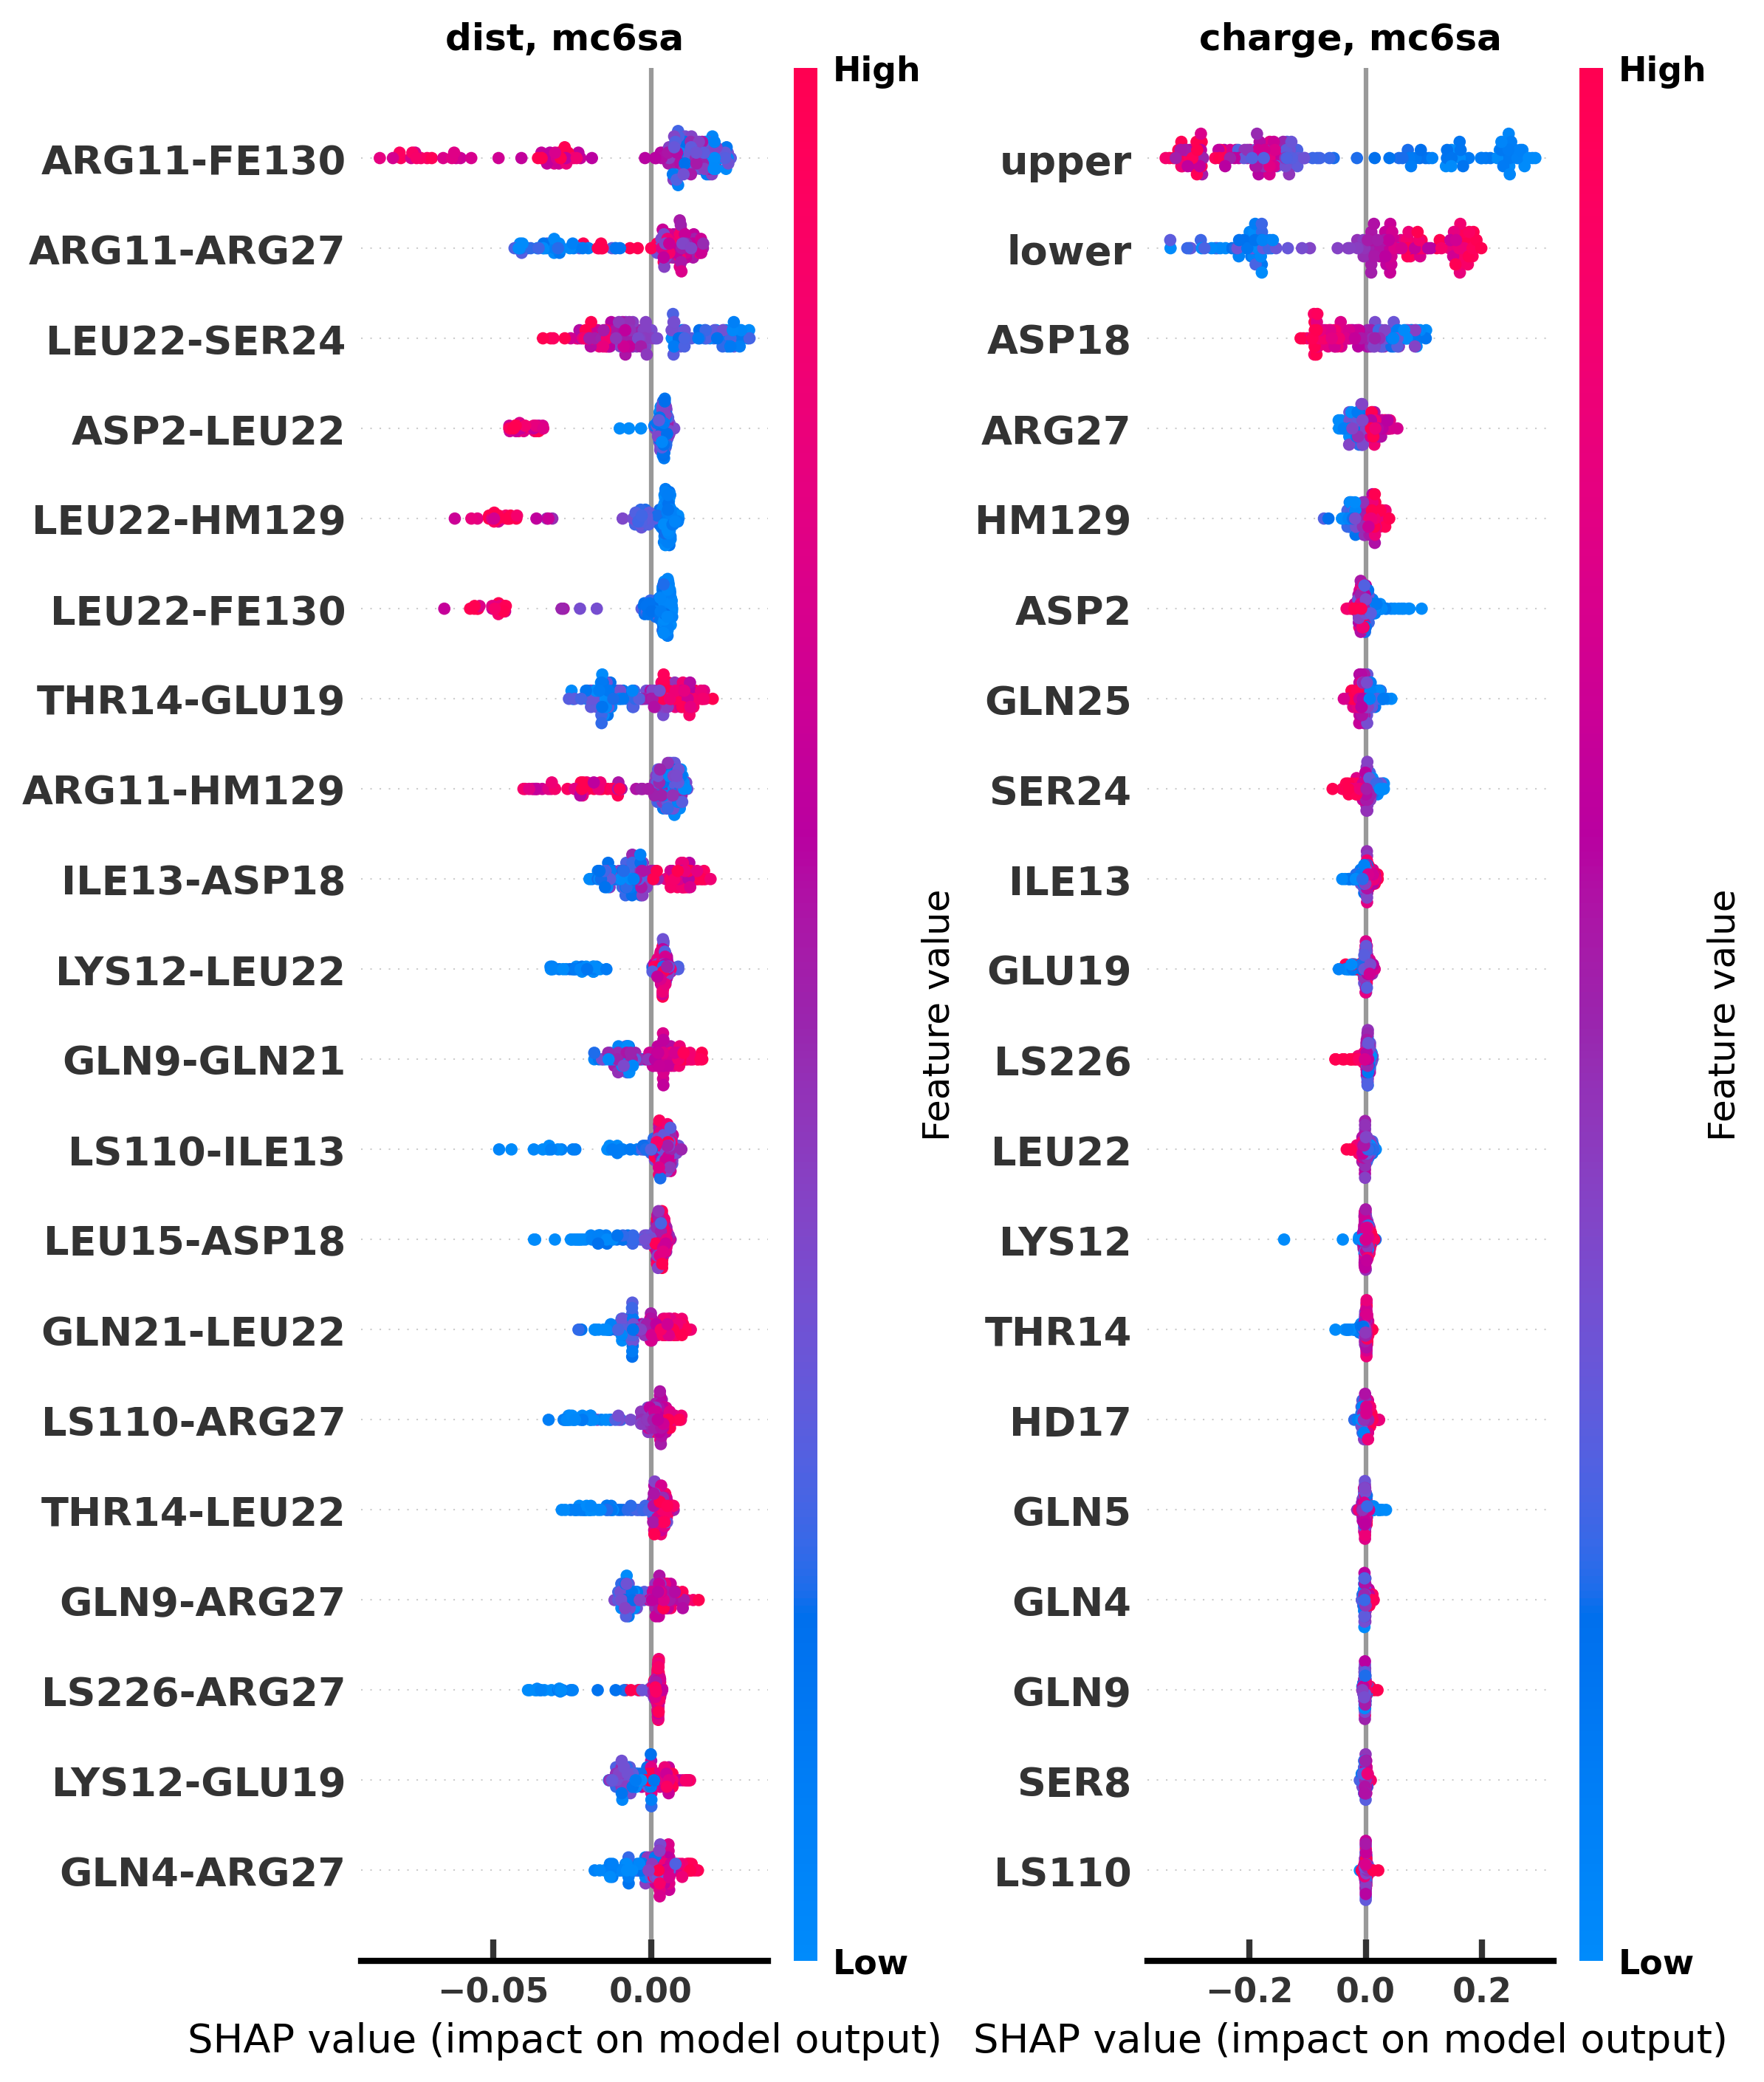 dist, mc6sa
High
ARG11-FE130
ARG11-ARG27
LEU22-SER24
ASP2-LEU22
LEU22-HM129
LEU22-FE130
THR14-GLU19
ARG11-HM129
ILE13-ASP18
LYS12-LEU22
GLN9-GLN21
LS110-ILE13
LEU15-ASP18
GLN21-LEU22
LS110-ARG27
THR14-LEU22
GLN9-ARG27
LS226-ARG27
LYS12-GLU19
GLN4-ARG27
Feature value
Low
−0.05 0.00
SHAP value (impact on model output)
charge, mc6sa
High
upper
lower
ASP18
ARG27
HM129
ASP2
GLN25
SER24
ILE13
GLU19
LS226
LEU22
LYS12
THR14
HD17
GLN5
GLN4
GLN9
SER8
LS110
Feature value
Low
−0.2 0.0 0.2
SHAP value (impact on model output)